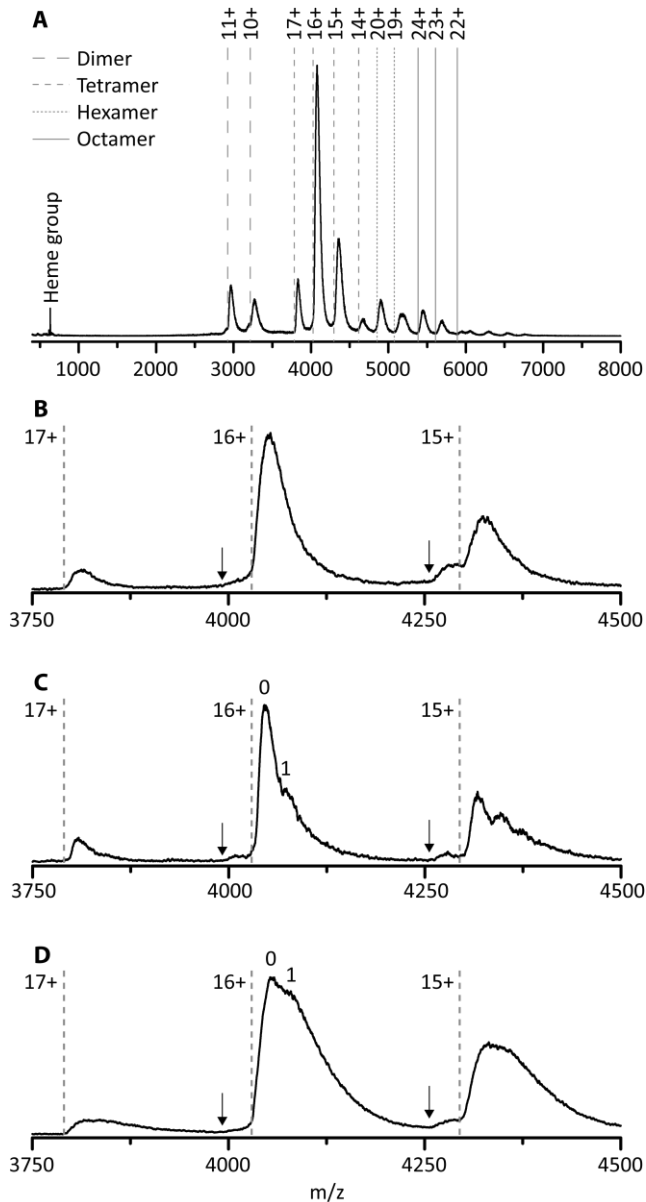 A
11+ 10+ 17+ 16+ 15+ 14+ 20+ 19+ 24+ 23+ 22+
Dimer
Tetramer
Hexamer
Octamer
Heme group
1000 2000 3000 4000 5000 6000 7000 8000
B
17+ 16+ 15+
3750 4000 4250 4500
C
0
17+ 16+ 15+
1
3750 4000 4250 4500
D
0
17+ 16+ 1 15+
3750 4000 4250 4500
m/z